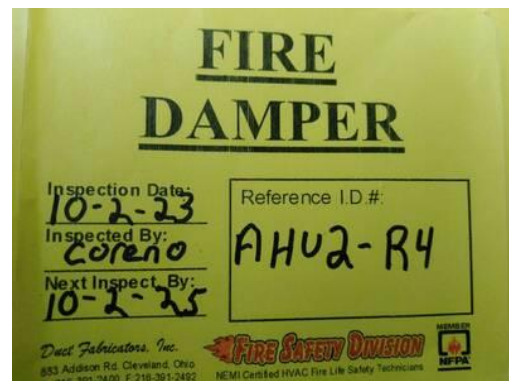 FIRE
DAMPER
Inspection Date:
10-2-23
Inspected By:
Coreno
Next Inspect. By:
10-2-25
Reference I.D.#:
AHU2-R4
Duct Fabricators, Inc.
883 Addison Rd. Cleveland, Ohio
391-2400 F 216-391-2492
FIRE SAFETY DIVISION
NEMI Certified HVAC Fire Life Safety Technicians
MEMBER
NFPA